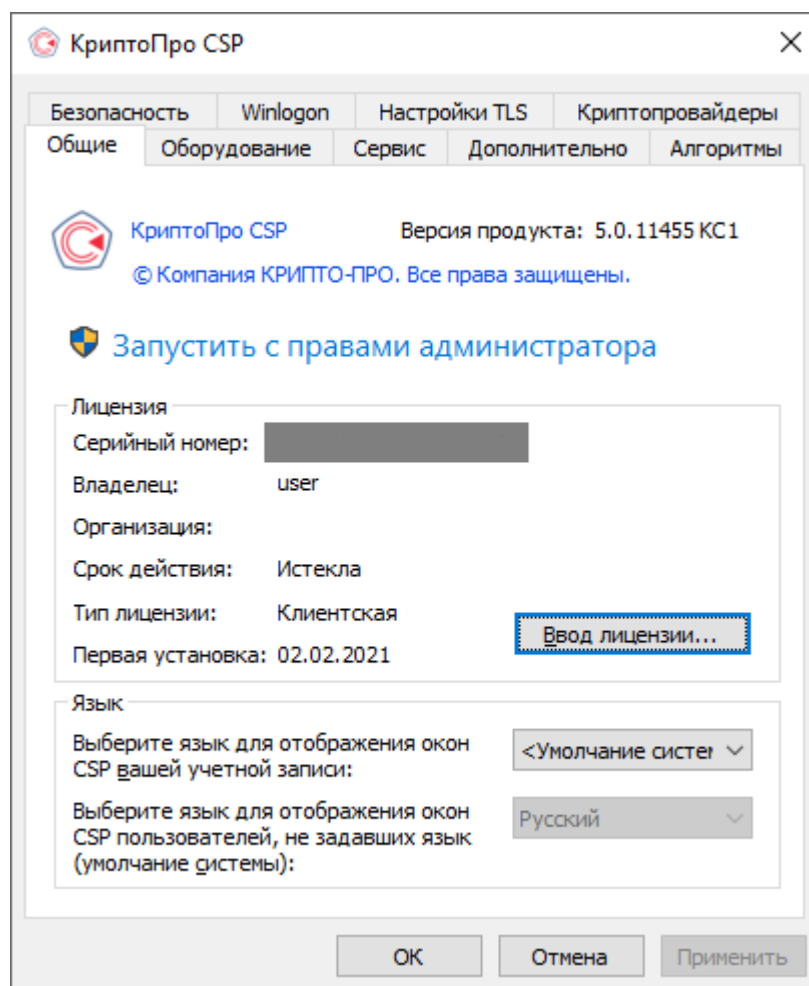 КриптоПро CSP
Безопасность Winlogon Настройки TLS Криптопровайдеры
Общие Оборудование Сервис Дополнительно Алгоритмы
КриптоПро CSP Версия продукта: 5.0.11455 КС1
© Компания КРИПТО-ПРО. Все права защищены.
Запустить с правами администратора
Лицензия
Серийный номер:
Владелец: user
Организация:
Срок действия: Истекла
Тип лицензии: Клиентская
Ввод лицензии...
Первая установка: 02.02.2021
Язык
Выберите язык для отображения окон
CSP вашей учетной записи:
<Умолчание систег
Выберите язык для отображения окон
CSP пользователей, не задавших язык
(умолчание системы):
Русский
ОК Отмена Применить